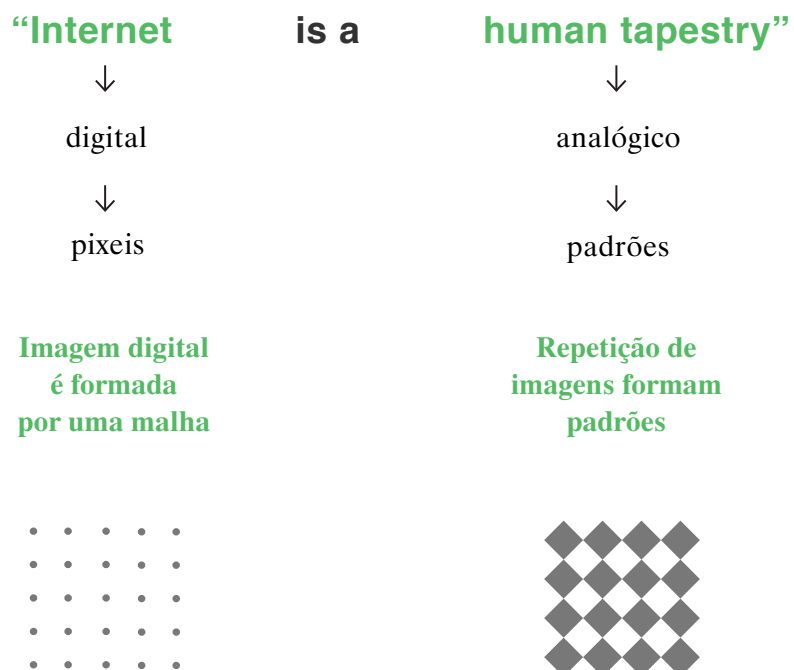 “Internet is a human tapestry”
digital
analógico
pixeis
padrões
Imagem digital
é formada
por uma malha
Repetição de
imagens formam
padrões